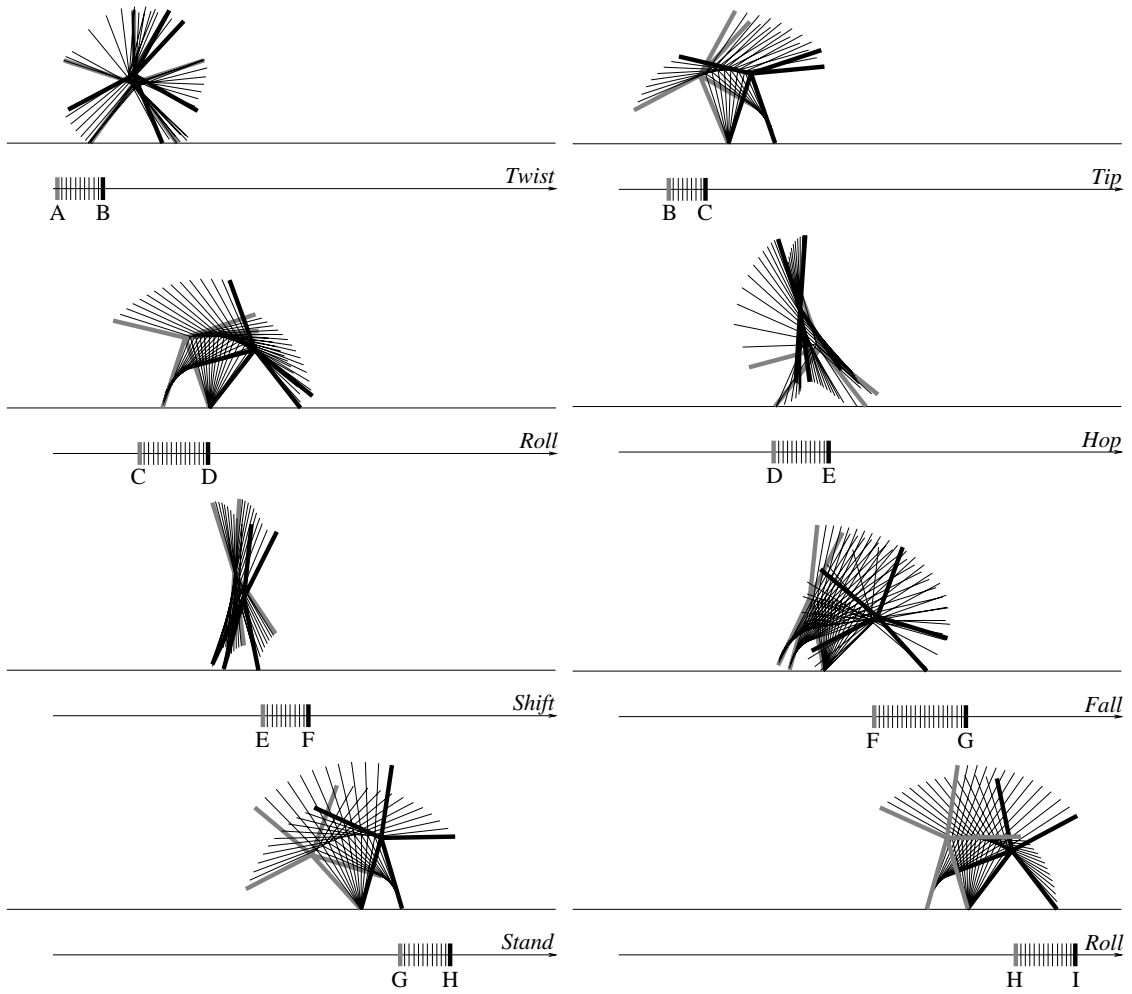 Twist
A B
Tip
B C
Roll
C D
Hop
D E
Shift
E F
Fall
F G
Stand
G H
Roll
H I